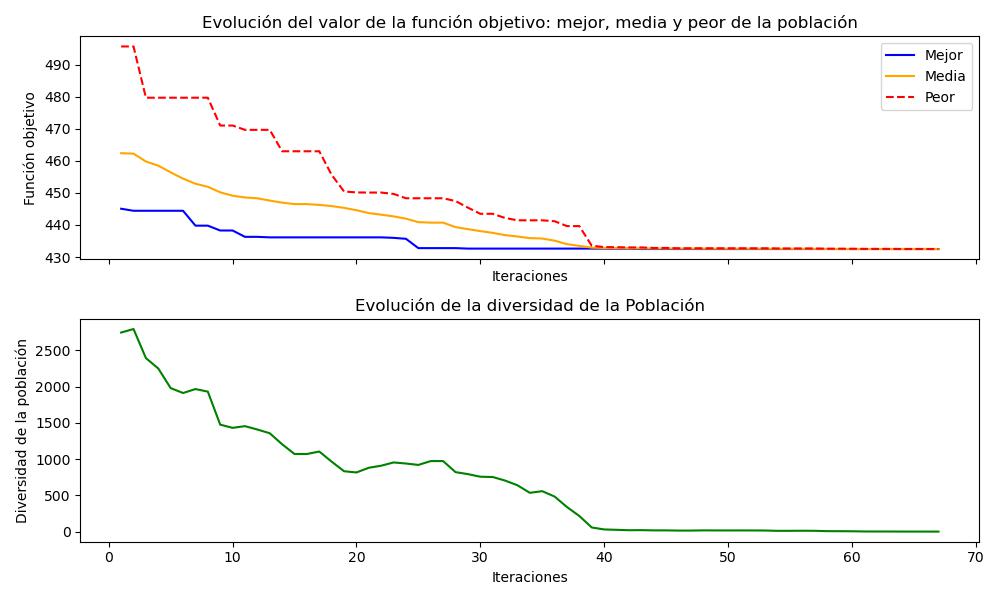 Evolución del valor de la función objetivo: mejor, media y peor de la población
Función objetivo
490
480
470
460
450
440
430
Mejor
Media
Peor
Iteraciones
Evolución de la diversidad de la Población
Diversidad de la población
2500
2000
1500
1000
500
0
0 10 20 30 40 50 60 70
Iteraciones